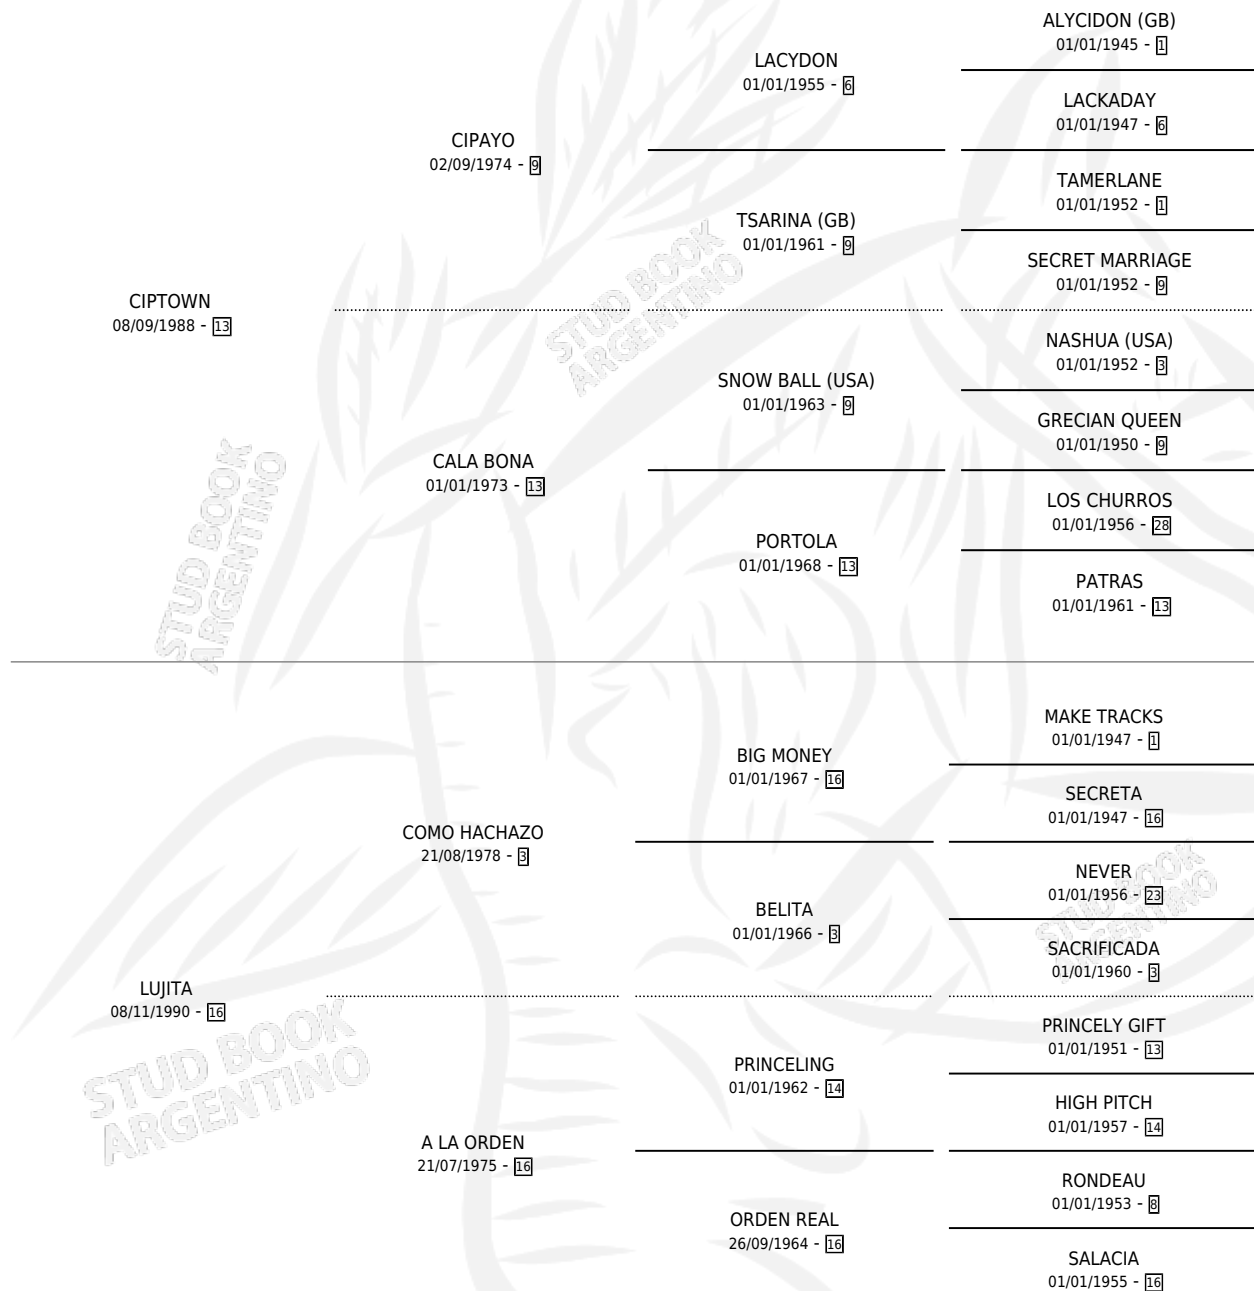 ALYCIDON (GB)
01/01/1945 - 1
LACYDON
01/01/1955 - 6
LACKADAY
01/01/1947 - 6
CIPAYO
02/09/1974 - 9
TAMERLANE
01/01/1952 - 1
TSARINA (GB)
01/01/1961 - 9
SECRET MARRIAGE
01/01/1952 - 9
CIPTOWN
08/09/1988 - 13
NASHUA (USA)
01/01/1952 - 3
SNOW BALL (USA)
01/01/1963 - 9
GRECIAN QUEEN
01/01/1950 - 9
CALA BONA
01/01/1973 - 13
LOS CHURROS
01/01/1956 - 28
PORTOLA
01/01/1968 - 13
PATRAS
01/01/1961 - 13
MAKE TRACKS
01/01/1947 - 1
BIG MONEY
01/01/1967 - 16
SECRETA
01/01/1947 - 16
COMO HACHAZO
21/08/1978 - 3
NEVER
01/01/1956 - 23
BELITA
01/01/1966 - 3
SACRIFICADA
01/01/1960 - 3
LUJITA
08/11/1990 - 16
PRINCELY GIFT
01/01/1951 - 13
PRINCELING
01/01/1962 - 14
HIGH PITCH
01/01/1957 - 14
A LA ORDEN
21/07/1975 - 16
RONDEAU
01/01/1953 - 8
ORDEN REAL
26/09/1964 - 16
SALACIA
01/01/1955 - 16
STUD BOOK
ARGENTINO
STUD BOOK
ARGENTINO
STUD BOOK
ARGENTINO
STUD BOOK
ARGENTINO